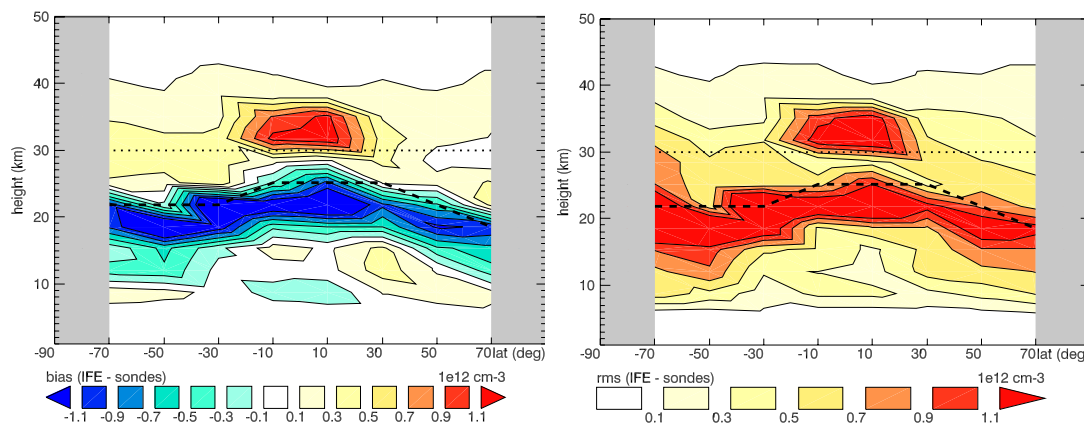 50
40
30
20
10
height (km)
-90 -70 -50 -30 -10 10 30 50 70 lat (deg)
bias (IFE - sondes) 1e12 cm-3
-1.1 -0.9 -0.7 -0.5 -0.3 -0.1 0.1 0.3 0.5 0.7 0.9 1.1
50
40
30
20
10
0
height (km)
-90 -70 -50 -30 -10 10 30 50 70 lat (deg)
rms (IFE - sondes) 1e12 cm-3
0.1 0.3 0.5 0.7 0.9 1.1